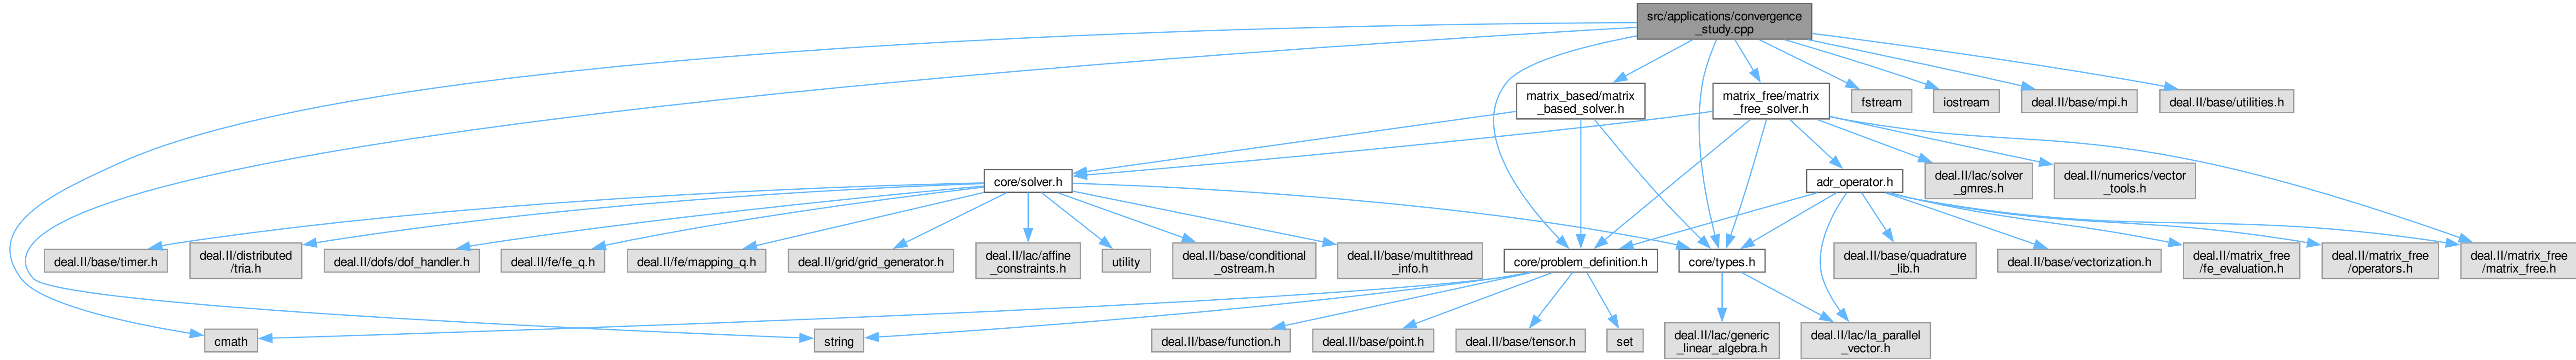 src/applications/convergence
_study.cpp
matrix_based/matrix
_based_solver.h
matrix_free/matrix
_free_solver.h
fstream
iostream
deal.II/base/mpi.h
deal.II/base/utilities.h
core/solver.h
adr_operator.h
deal.II/lac/solver
_gmres.h
deal.II/numerics/vector
_tools.h
deal.II/base/timer.h
deal.II/distributed
/tria.h
deal.II/dofs/dof_handler.h
deal.II/fe/fe_q.h
deal.II/fe/mapping_q.h
deal.II/grid/grid_generator.h
deal.II/lac/affine
_constraints.h
utility
deal.II/base/conditional
_ostream.h
deal.II/base/multithread
_info.h
core/problem_definition.h
core/types.h
deal.II/base/quadrature
_lib.h
deal.II/base/vectorization.h
deal.II/matrix_free
/fe_evaluation.h
deal.II/matrix_free
/operators.h
deal.II/matrix_free
/matrix_free.h
cmath
string
deal.II/base/function.h
deal.II/base/point.h
deal.II/base/tensor.h
set
deal.II/lac/generic
_linear_algebra.h
deal.II/lac/la_parallel
_vector.h